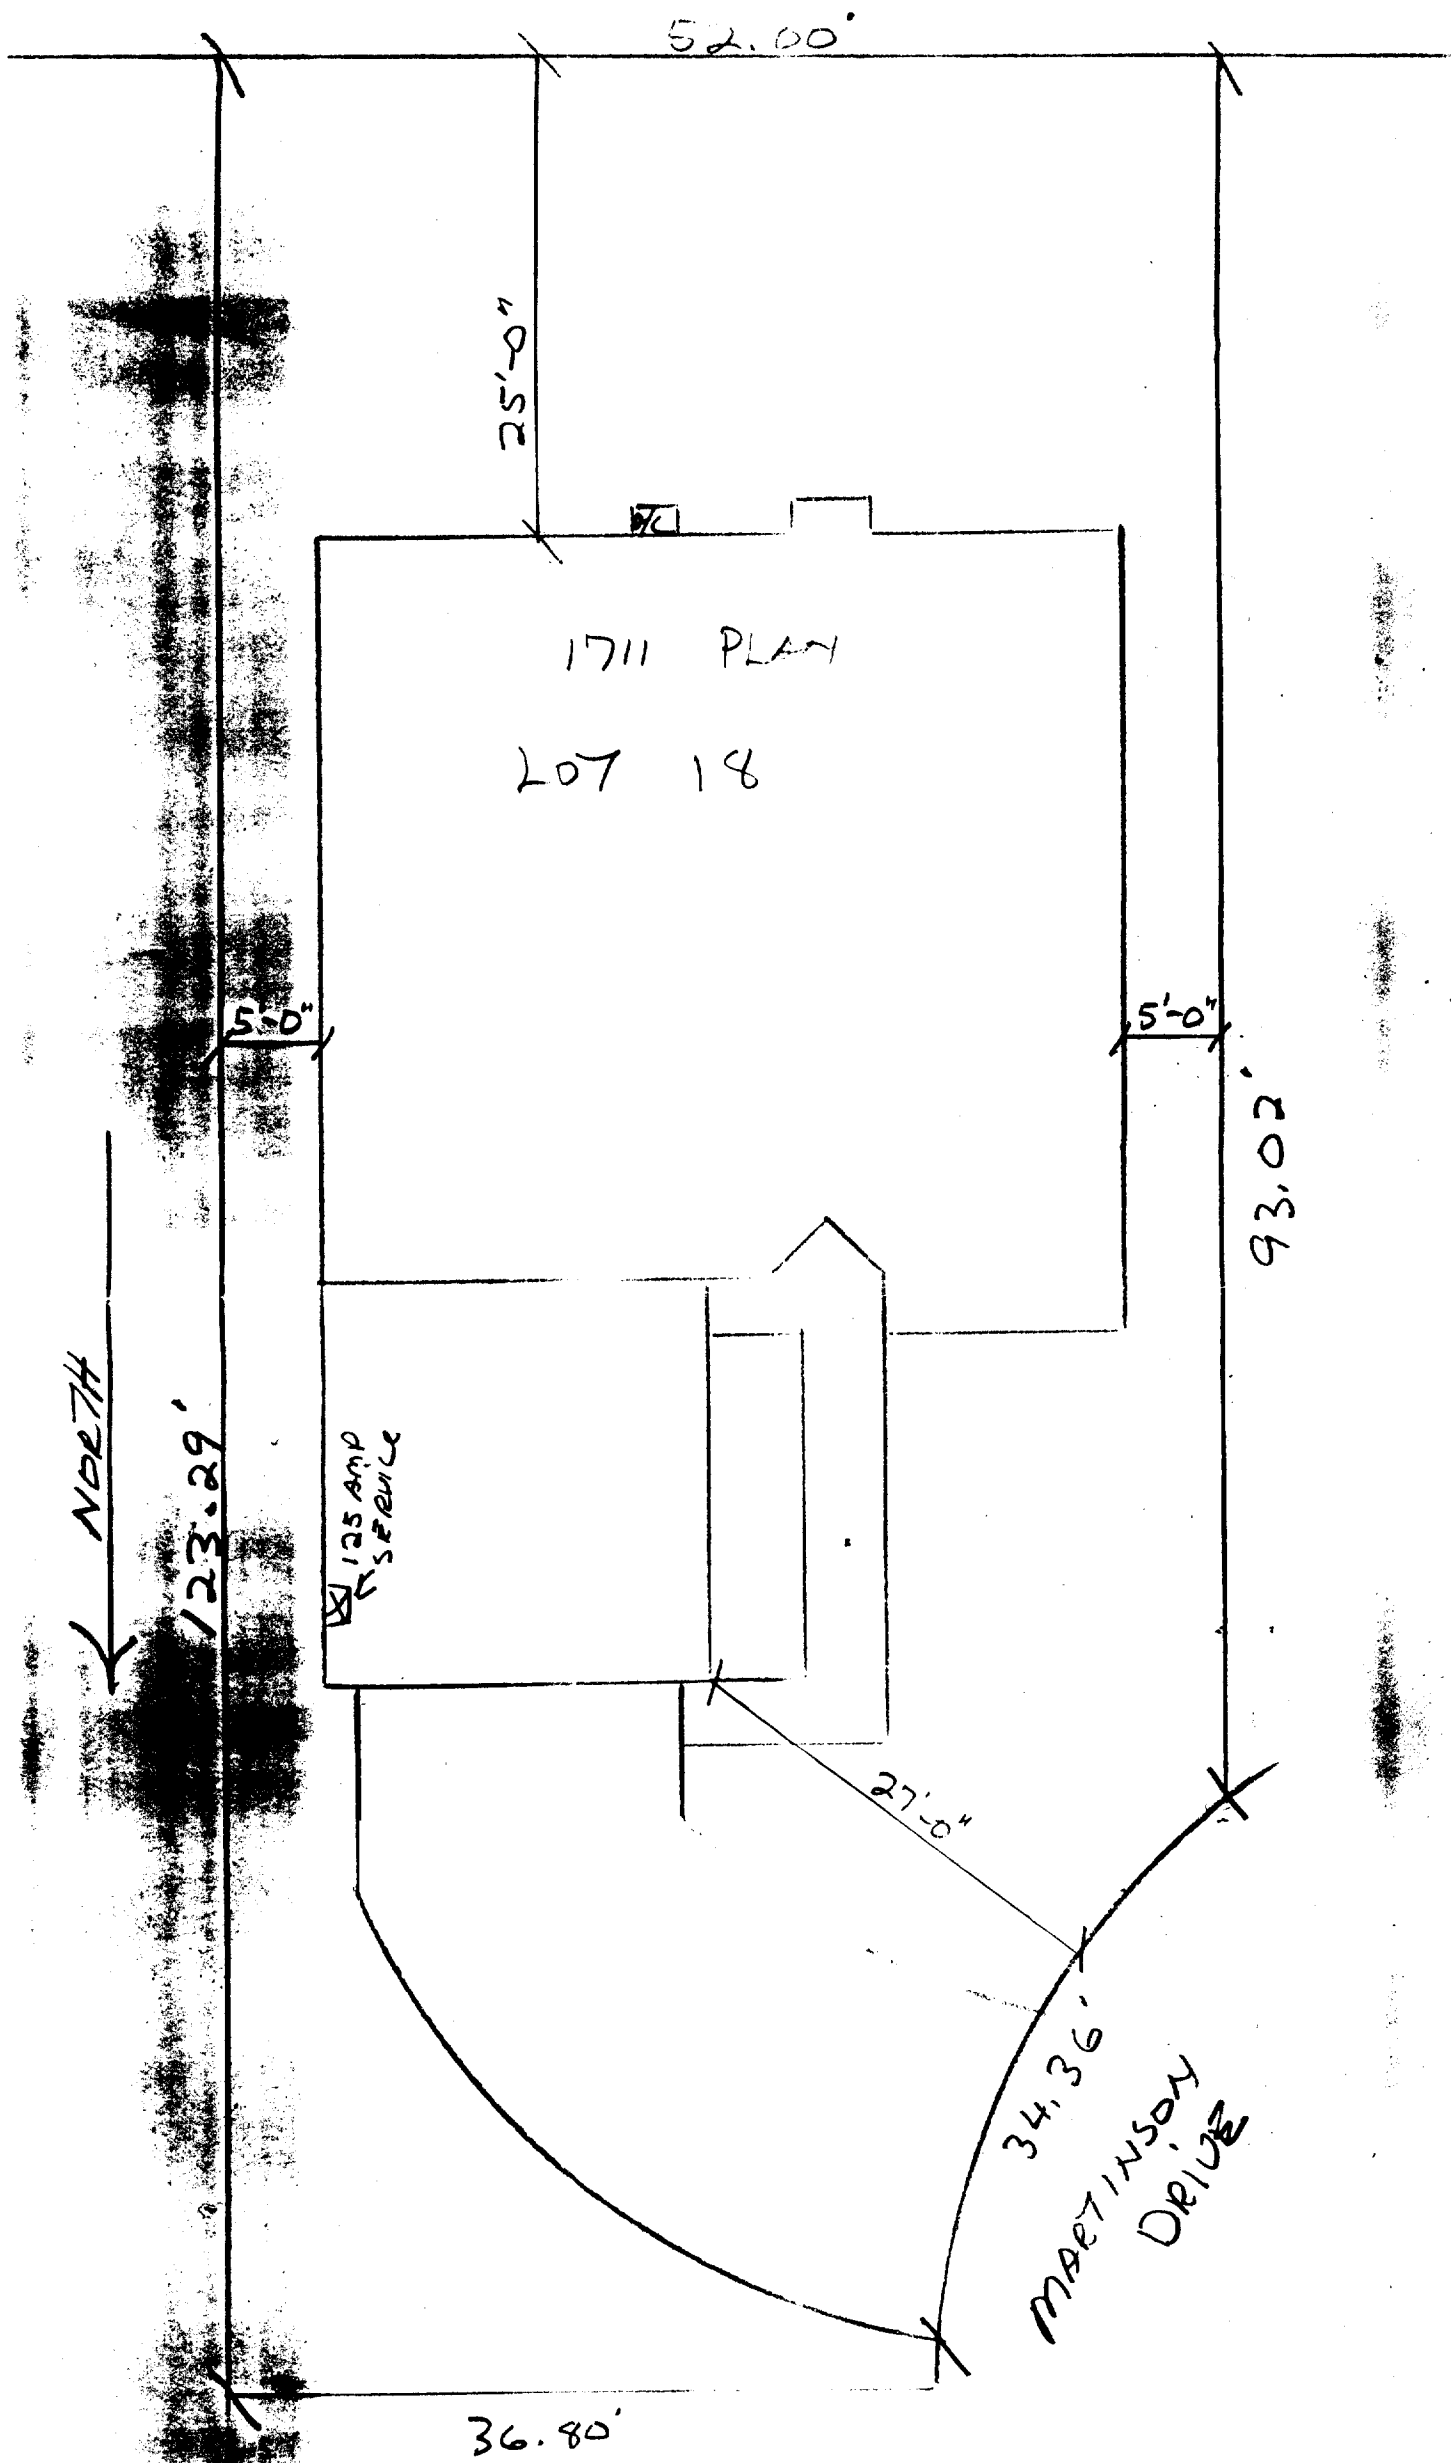 52.00'
25'-0"
A/C
1711 PLAN
LOT 18
5'-0"
5'-0"
93.02'
NORTH
123.29'
125 AMP
SERVICE
27'-0"
34.36'
MARTINSON
DRIVE
36.80'